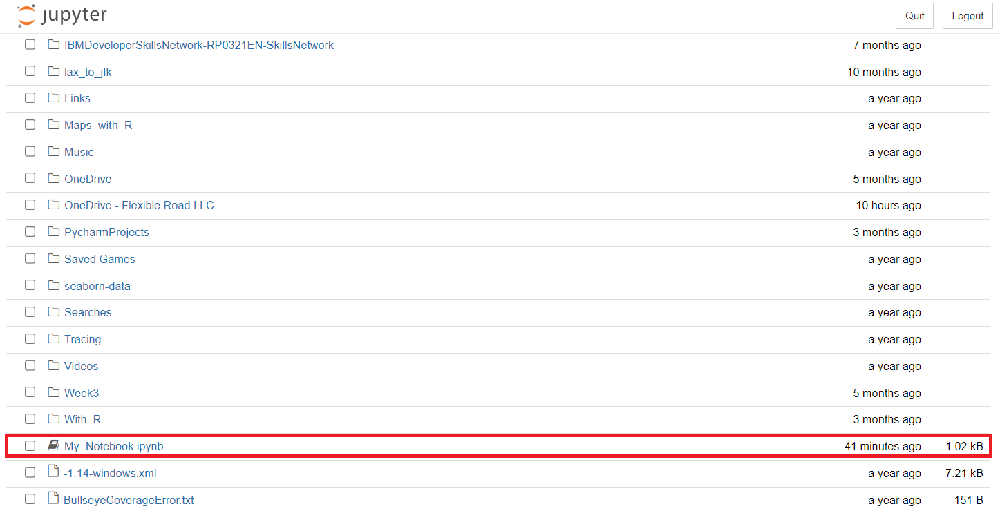 jupyter Quit Logout
IBMDeveloperSkillsNetwork-RP0321EN-SkillsNetwork 7 months ago
lax_to_jfk 10 months ago
Links a year ago
Maps_with_R a year ago
Music a year ago
OneDrive 5 months ago
OneDrive - Flexible Road LLC 10 hours ago
PycharmProjects 3 months ago
Saved Games a year ago
seaborn-data a year ago
Searches a year ago
Tracing a year ago
Videos a year ago
Week3 5 months ago
With_R 3 months ago
My_Notebook.ipynb 41 minutes ago 1.02 kB
-1.14-windows.xml a year ago 7.21 kB
BullseyeCoverageError.txt a year ago 151 B